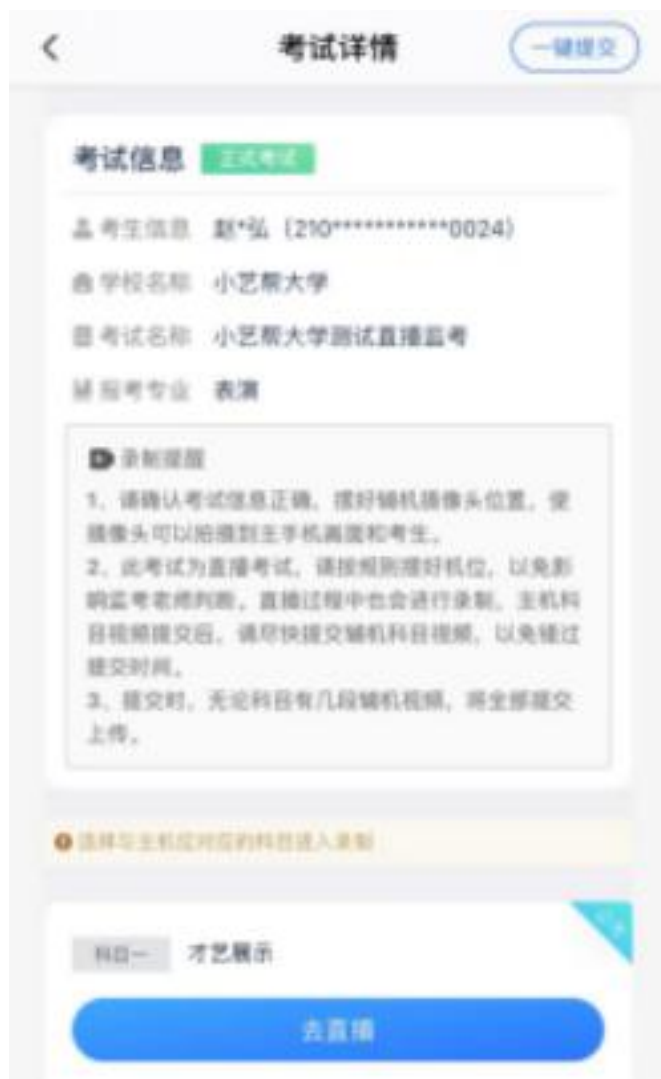 考试详情
一键提交
考试信息 正式考试
考生信息 赵*弘（210***********0024）
学校名称 小艺帮大学
考试名称 小艺帮大学测试直播监考
报考专业 表演
录制提醒
1、请确认考试信息正确，摆好辅机摄像头位置，使
摄像头可以拍摄到主手机画面和考生。
2、此考试为直播考试，请按规则摆好机位，以免影
响监考老师判断，直播过程中也会进行录制，主机科
目视频提交后，请尽快提交辅机科目视频，以免错过
提交时间。
3、提交时，无论科目有几段辅机视频，将全部提交
上传。
选择与主机位对应的科目进入录制
科目一 才艺展示
去直播